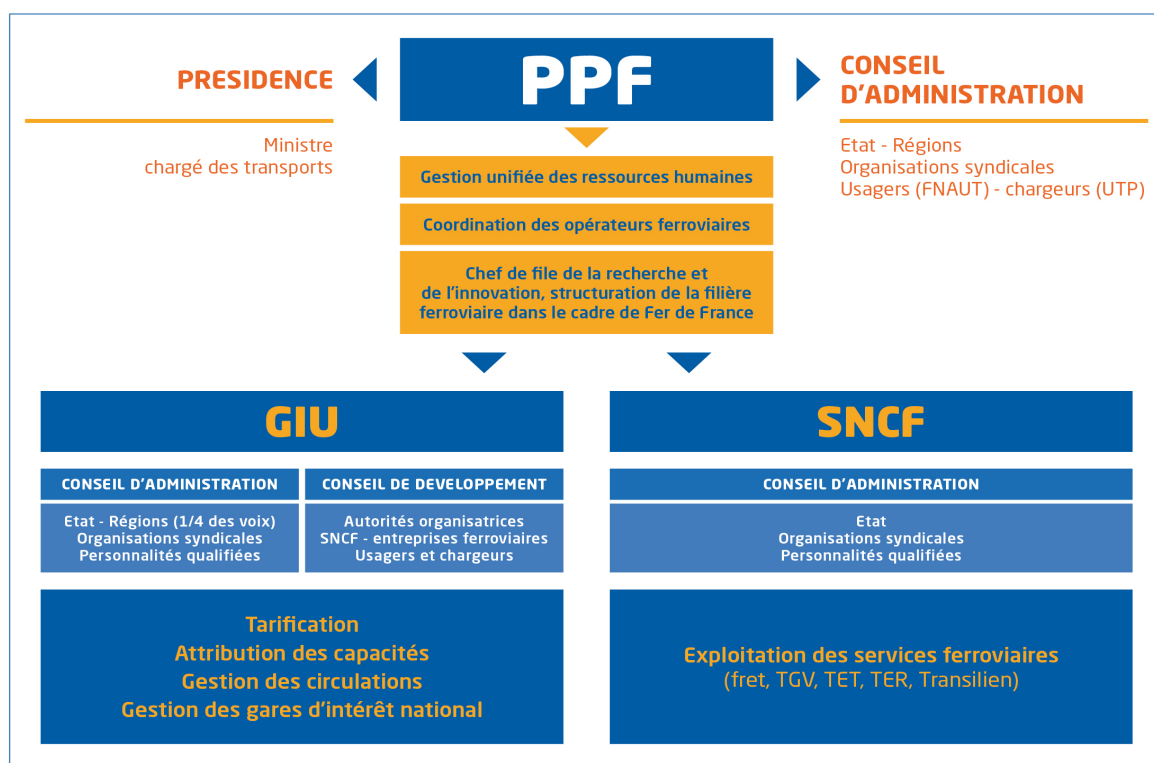 PRESIDENCE
Ministre
chargé des transports
PPF
CONSEIL
D'ADMINISTRATION
Etat - Régions
Organisations syndicales
Usagers (FNAUT) - chargeurs (UTP)
Gestion unifiée des ressources humaines
Coordination des opérateurs ferroviaires
Chef de file de la recherche et
de l'innovation, structuration de la filière
ferroviaire dans le cadre de Fer de France
GIU
CONSEIL D'ADMINISTRATION
Etat - Régions (1/4 des voix)
Organisations syndicales
Personnalités qualifiées
CONSEIL DE DEVELOPPEMENT
Autorités organisatrices
SNCF - entreprises ferroviaires
Usagers et chargeurs
Tarification
Attribution des capacités
Gestion des circulations
Gestion des gares d'intérêt national
SNCF
CONSEIL D'ADMINISTRATION
Etat
Organisations syndicales
Personnalités qualifiées
Exploitation des services ferroviaires
(fret, TGV, TET, TER, Transilien)